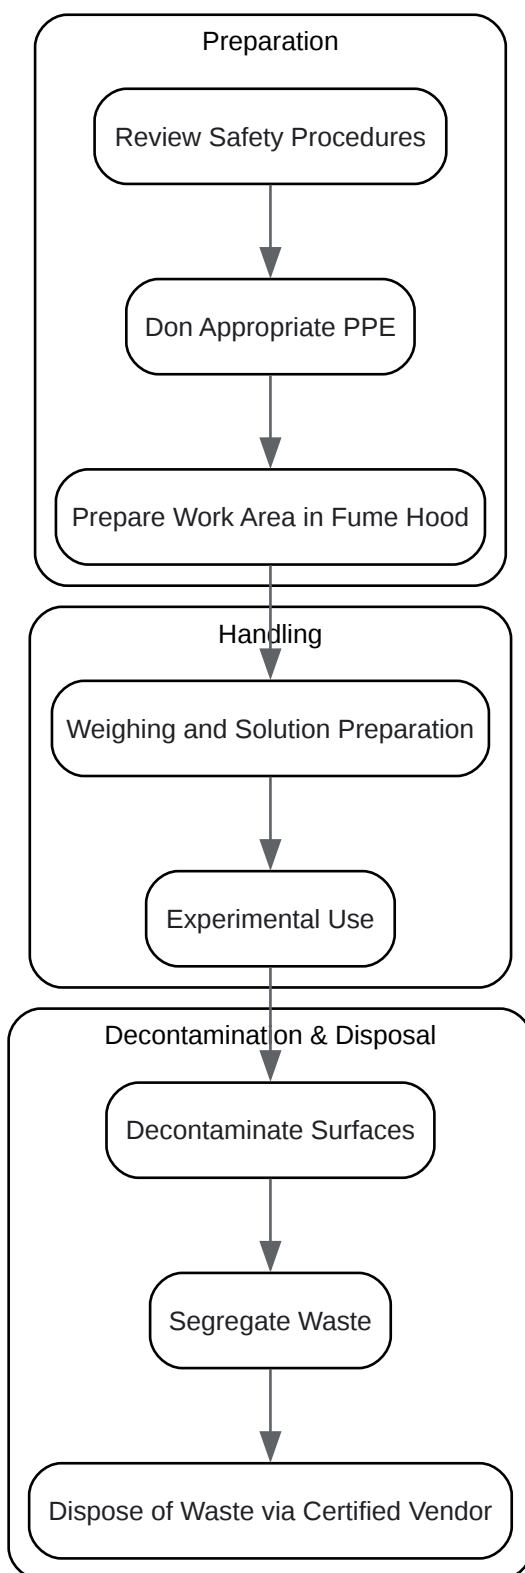 Preparation
Review Safety Procedures
Don Appropriate PPE
Prepare Work Area in Fume Hood
Handling
Weighing and Solution Preparation
Experimental Use
Decontamination & Disposal
Decontaminate Surfaces
Segregate Waste
Dispose of Waste via Certified Vendor